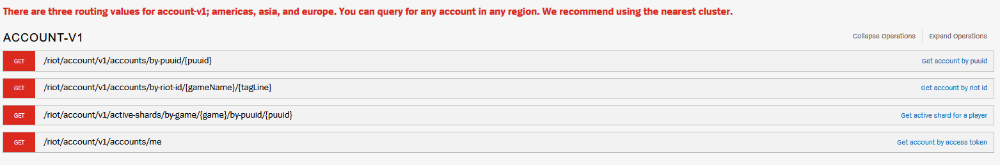 There are three routing values for account-v1; americas, asia, and europe. You can query for any account in any region. We recommend using the nearest cluster.
ACCOUNT-V1 Collapse Operations Expand Operations
GET /riot/account/v1/accounts/by-puuid/{puuid} Get account by puuid
GET /riot/account/v1/accounts/by-riot-id/{gameName}/{tagLine} Get account by riot id
GET /riot/account/v1/active-shards/by-game/{game}/by-puuid/{puuid} Get active shard for a player
GET /riot/account/v1/accounts/me Get account by access token